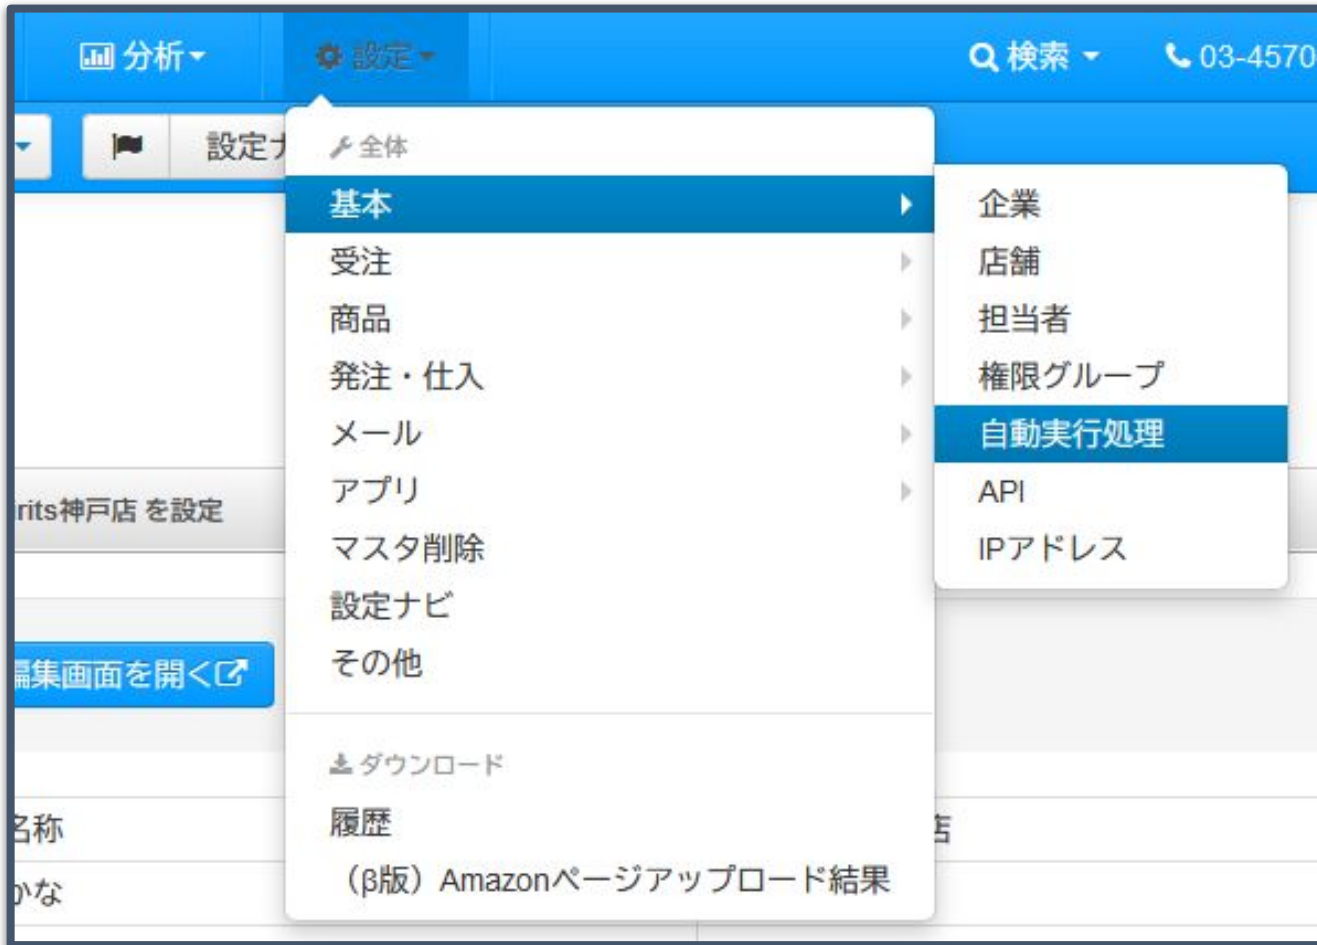 分析
設定
検索
03-4570
設定ナ
全体
基本
受注
商品
発注・仕入
メール
アプリ
マスタ削除
設定ナビ
その他
ダウンロード
履歴
（β版）Amazonページアップロード結果
企業
店舗
担当者
権限グループ
自動実行処理
API
IPアドレス
rits神戸店 を設定
編集画面を開く
名称
店
かな